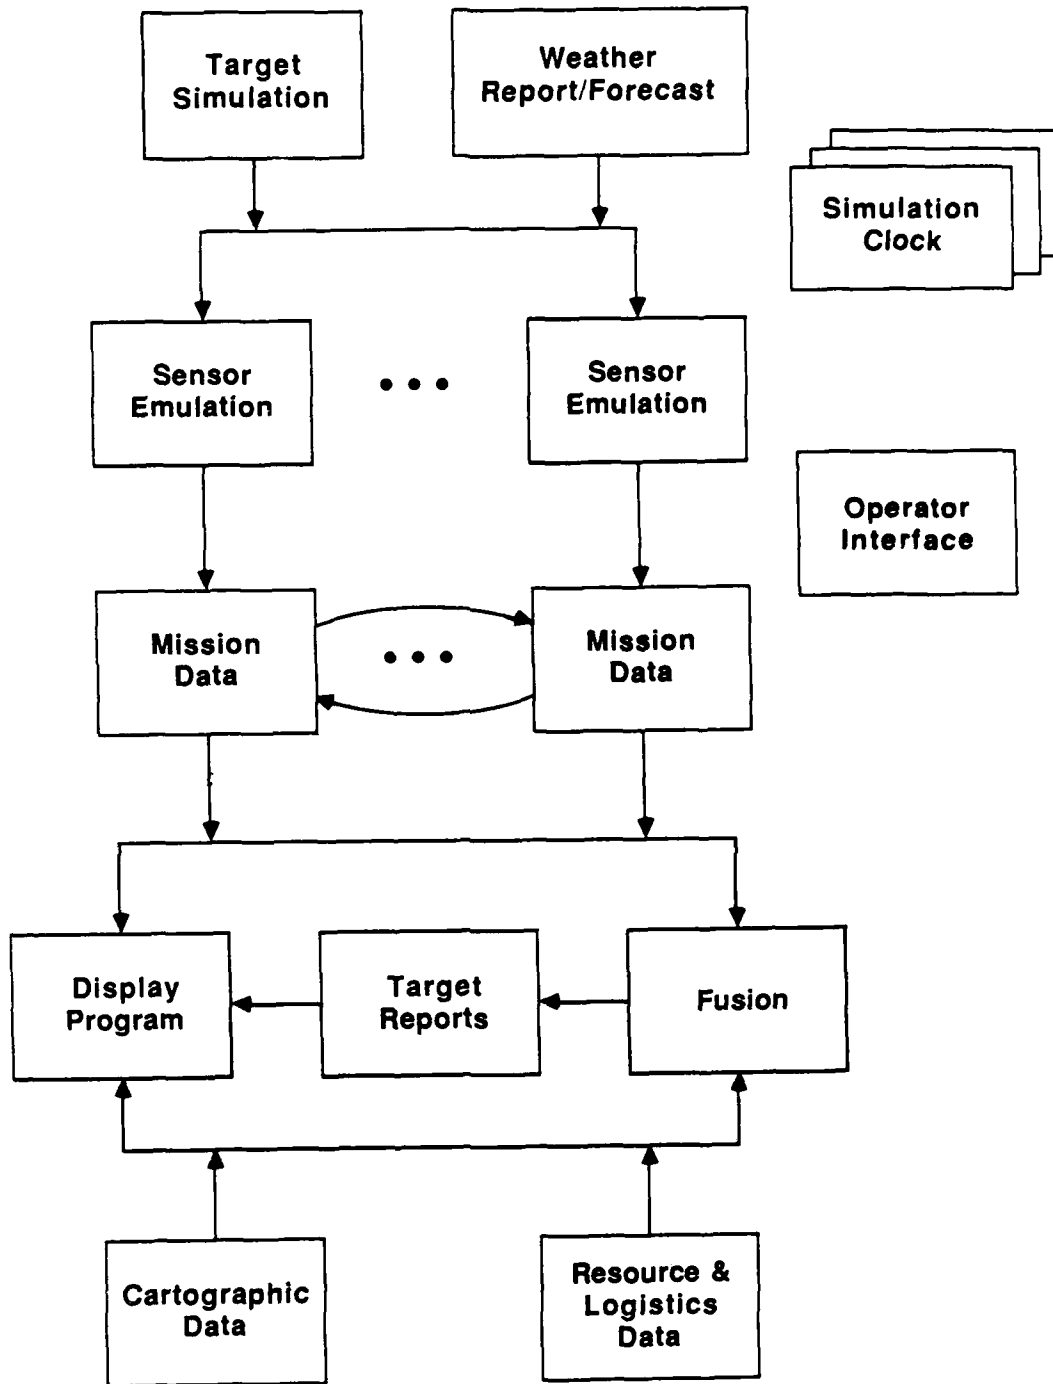 Target
Simulation
Weather
Report/Forecast
Simulation
Clock
Sensor
Emulation
Sensor
Emulation
Operator
Interface
Mission
Data
Mission
Data
Display
Program
Target
Reports
Fusion
Cartographic
Data
Resource &
Logistics
Data